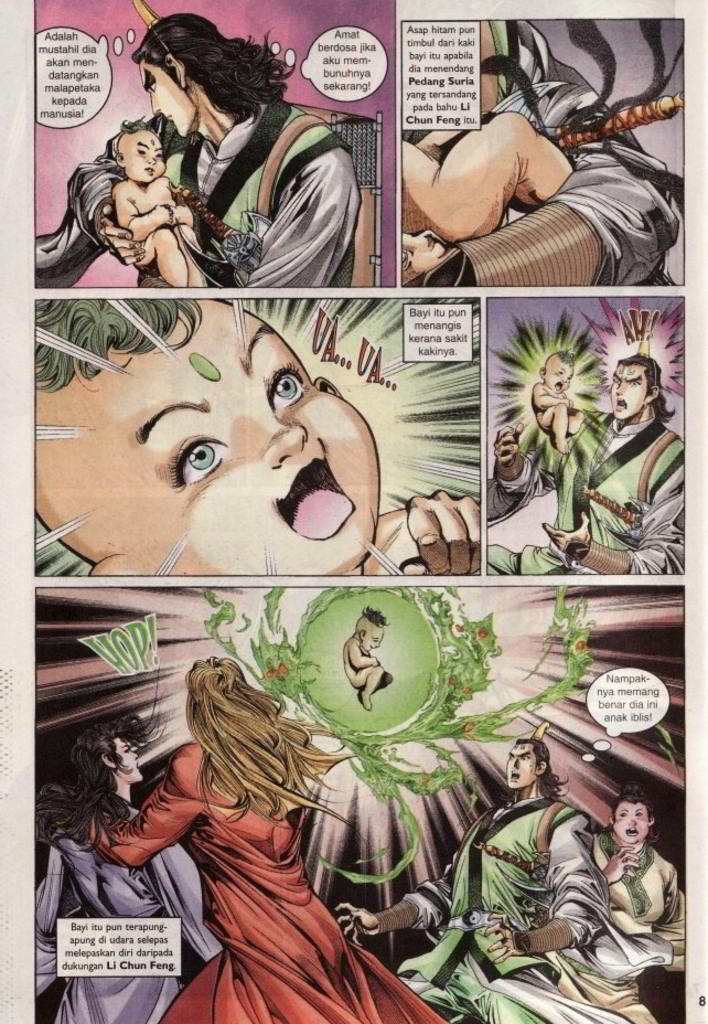 Adalah
mustahil dia
akan men-
datangkan
malapetaka
kepada
manusia!
Amat
berdosa jika
aku mem-
bunuhnya
sekarang!
Asap hitam pun
timbul dari kaki
bayi itu apabila
dia menendang
Pedang Suria
yang tersandang
pada bahu Li
Chun Feng itu.
UA... UA...
Bayi itu pun
menangis
kerana sakit
kakinya.
AH?!
HOP!
Nampak-
nya memang
benar dia ini
anak iblis!
Bayi itu pun terapung-
apung di udara selepas
melepaskan diri daripada
dukungan Li Chun Feng.
8